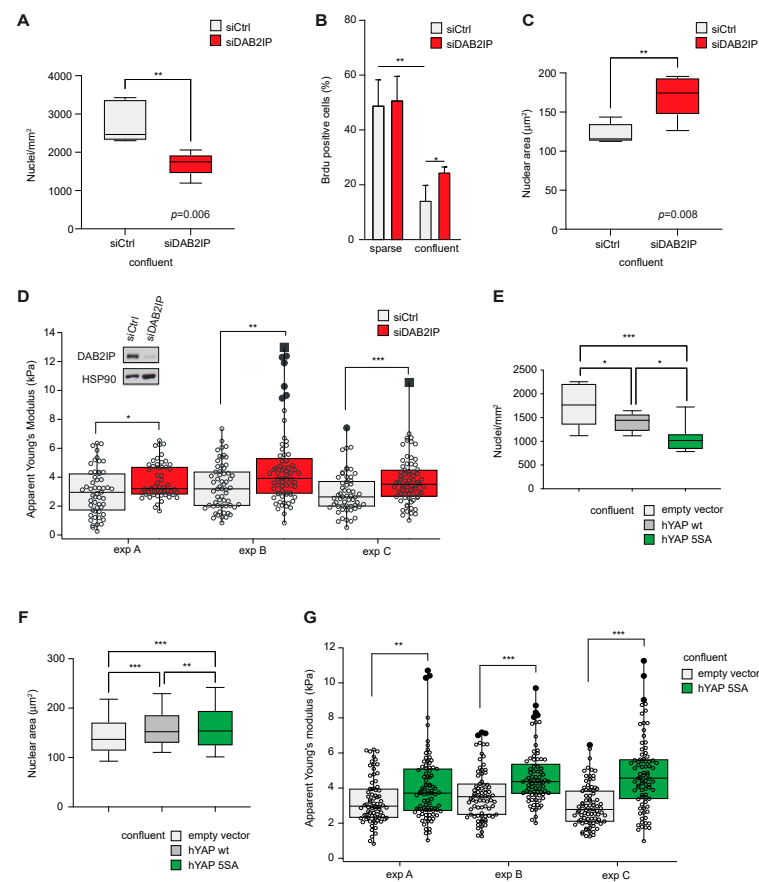 A
siCtrl
siDAB2IP
Nuclei/mm²
4000
3000
2000
1000
0
**
p=0.006
siCtrl siDAB2IP
confluent
B
siCtrl
siDAB2IP
Brdu positive cells (%)
80
60
40
20
0
**
*
sparse confluent
C
siCtrl
siDAB2IP
Nuclear area (µm²)
200
150
100
50
0
**
p=0.008
siCtrl siDAB2IP
confluent
D
siCtrl siDAB2IP
DAB2IP
HSP90
siCtrl
siDAB2IP
Apparent Young's Modulus (kPa)
14
12
10
8
6
4
2
0
*
**
***
exp A exp B exp C
E
***
* *
Nuclei/mm²
2500
2000
1500
1000
500
0
confluent empty vector
hYAP wt
hYAP 5SA
F
***
*** **
Nuclear area (µm²)
300
200
100
0
confluent empty vector
hYAP wt
hYAP 5SA
G
Apparent Young's modulus (kPa)
12
10
8
6
4
2
0
**
***
***
exp A exp B exp C
confluent
empty vector
hYAP 5SA